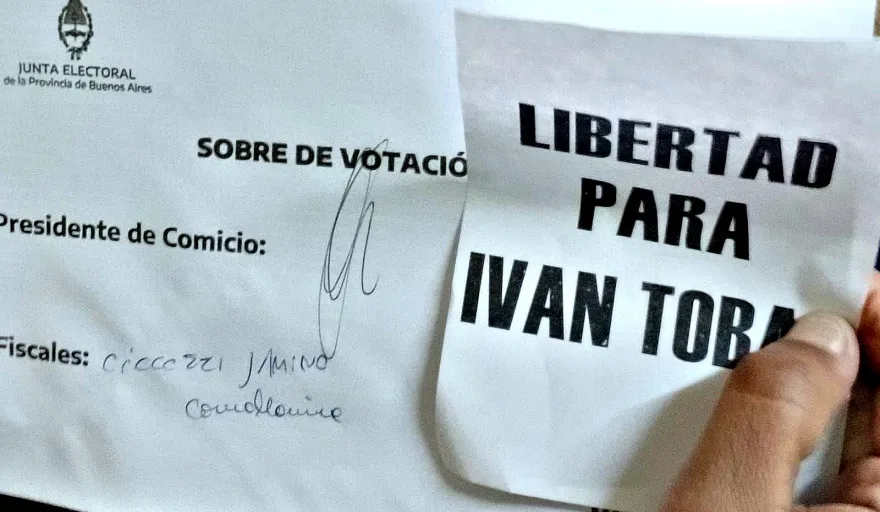 JUNTA ELECTORAL
de la Provincia de Buenos Aires
SOBRE DE VOTACIÓ
Presidente de Comicio:
Fiscales:
LIBERTAD
PARA
IVAN TOBA